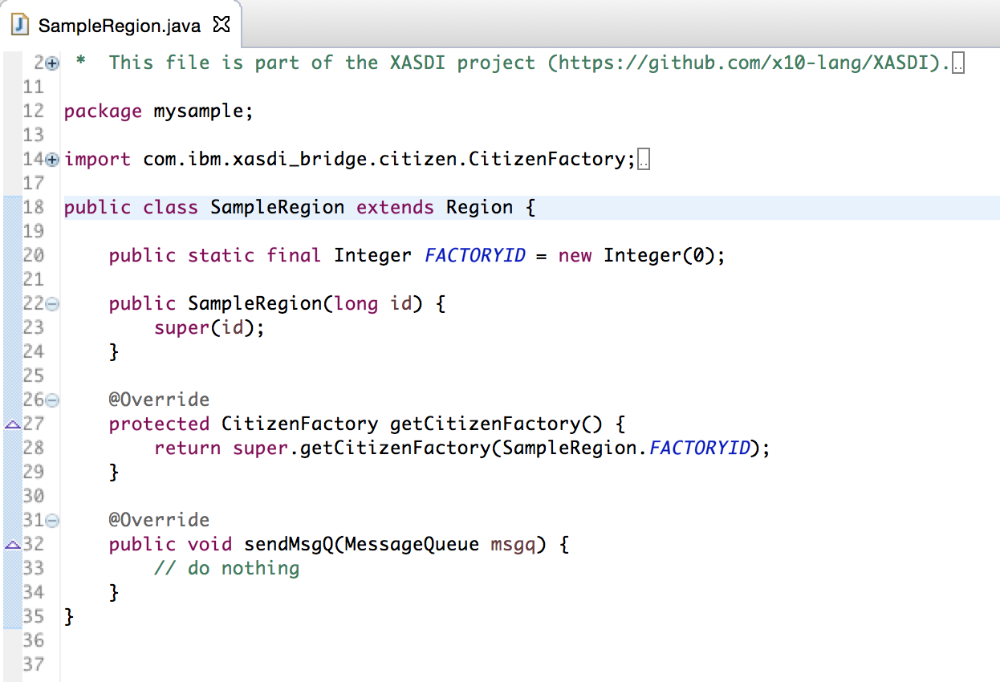 SampleRegion.java
2 * This file is part of the XASDI project (https://github.com/x10-lang/XASDI)...
11
12 package mysample;
13
14 import com.ibm.xasdi_bridge.citizen.CitizenFactory;..
17
18 public class SampleRegion extends Region {
19
20     public static final Integer FACTORYID = new Integer(0);
21
22     public SampleRegion(long id) {
23         super(id);
24     }
25
26     @Override
27     protected CitizenFactory getCitizenFactory() {
28         return super.getCitizenFactory(SampleRegion.FACTORYID);
29     }
30
31     @Override
32     public void sendMsgQ(MessageQueue msgq) {
33         // do nothing
34     }
35 }
36
37